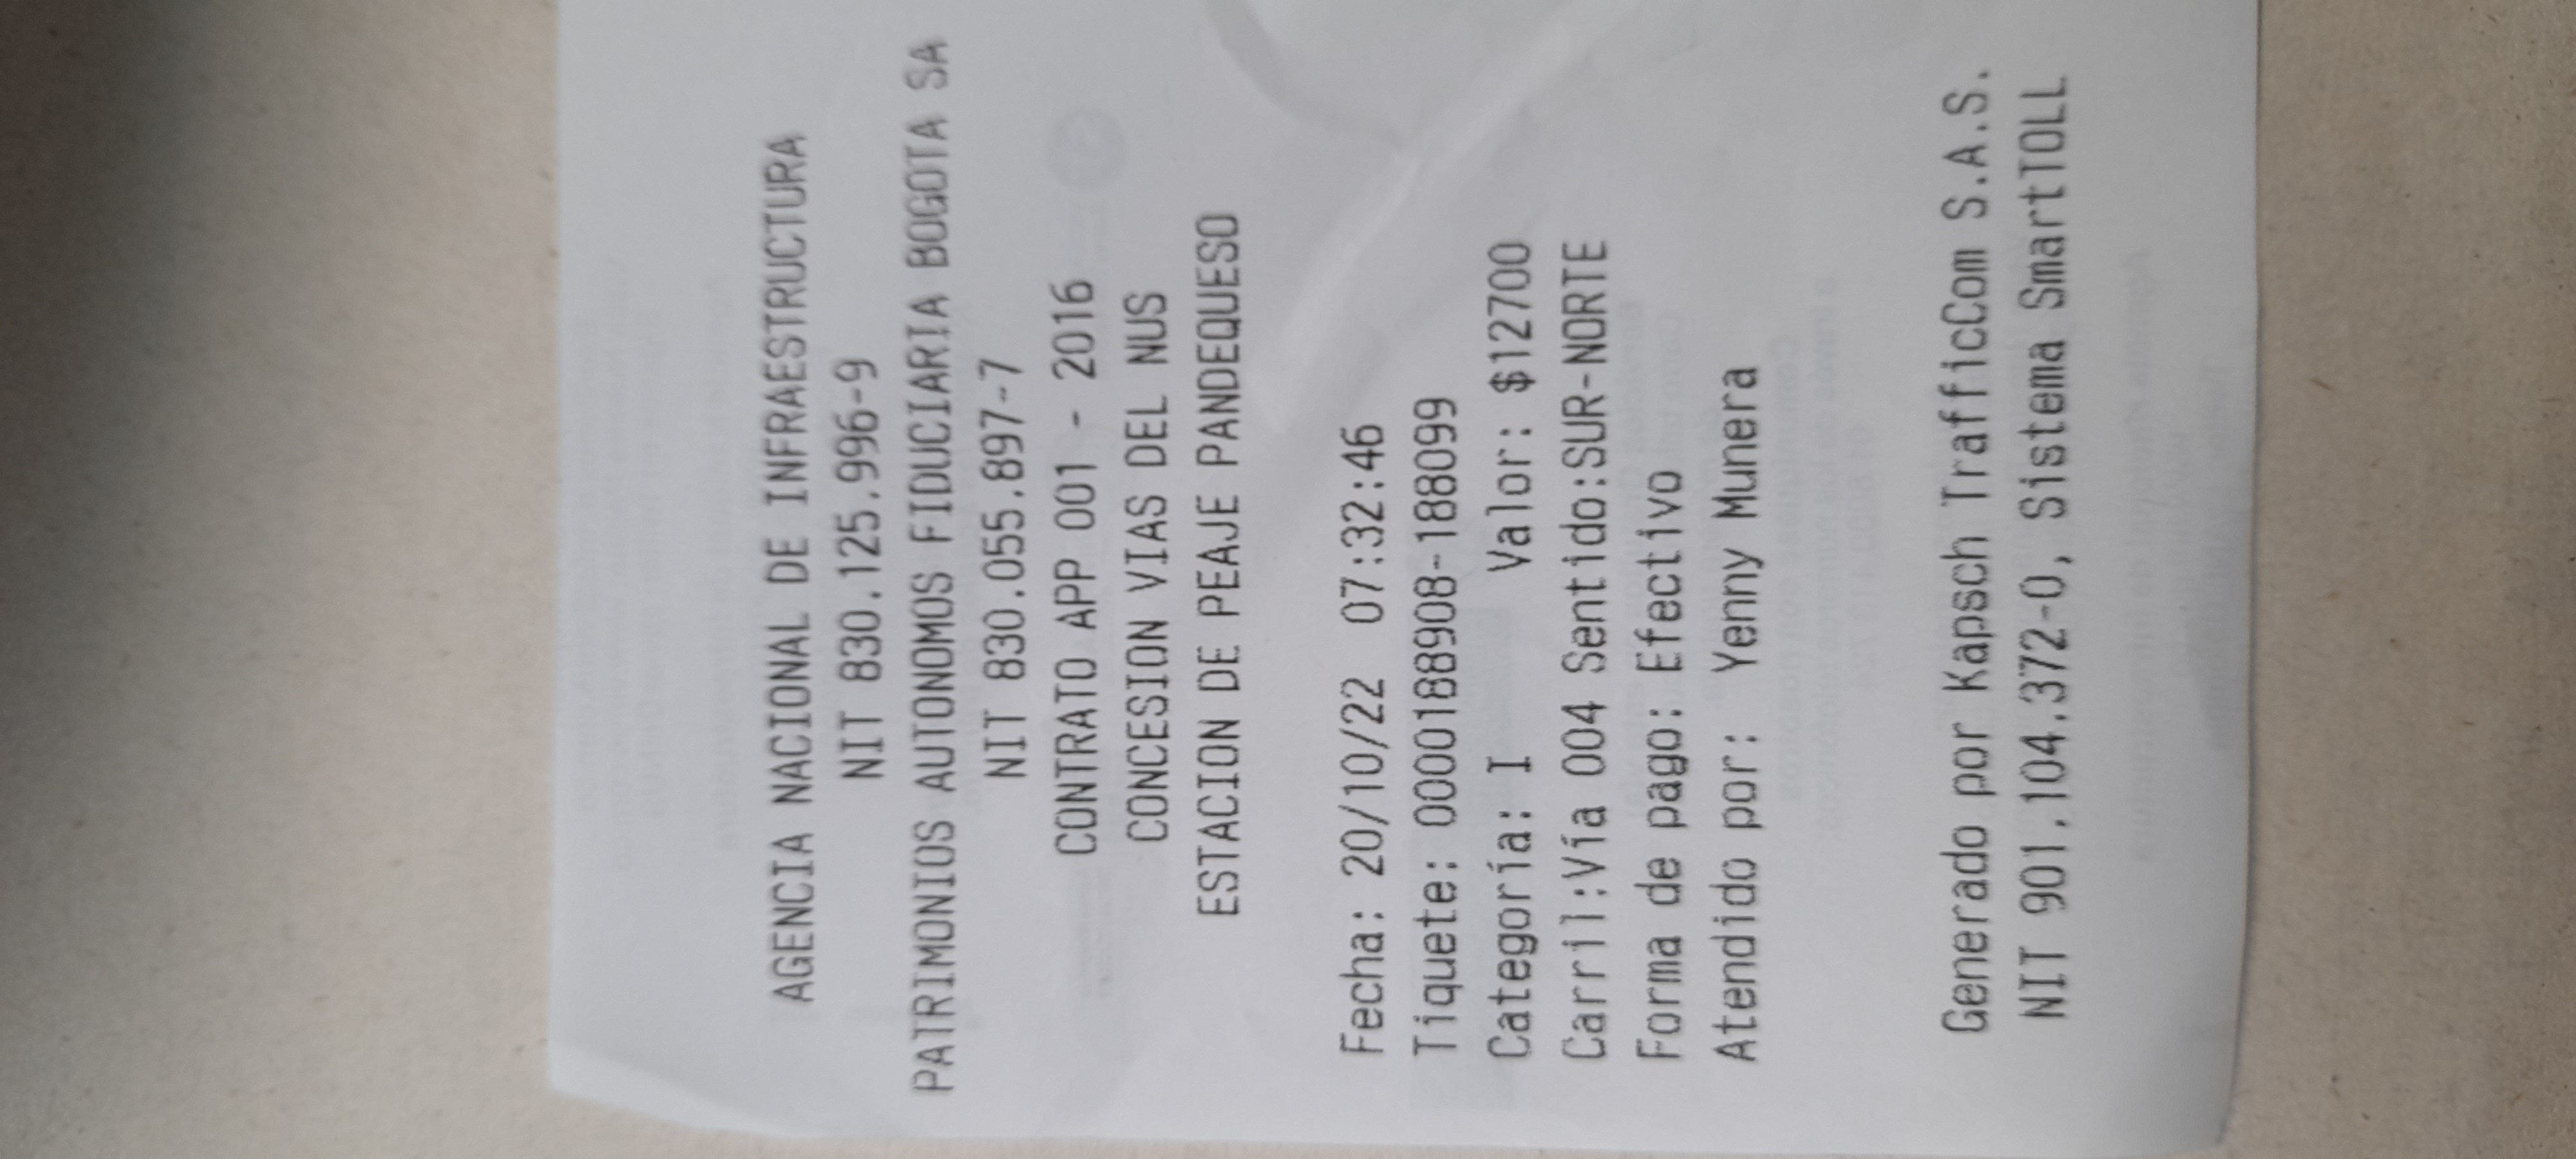 AGENCIA NACIONAL DE INFRAESTRUCTURA
NIT 830.125.996-9
PATRIMONIOS AUTONOMOS FIDUCIARIA BOGOTA SA
NIT 830.055.897-7
CONTRATO APP 001 - 2016
CONCESION VIAS DEL NUS
ESTACION DE PEAJE PANDEQUESO
Fecha: 20/10/22 07:32:46
Tiquete: 0000188908-188099
Categoría: I Valor: $12700
Carril:Vía 004 Sentido:SUR-NORTE
Forma de pago: Efectivo
Atendido por: Yenny Munera
Generado por Kapsch TrafficCom S.A.S.
NIT 901.104.372-0, Sistema SmartTOLL